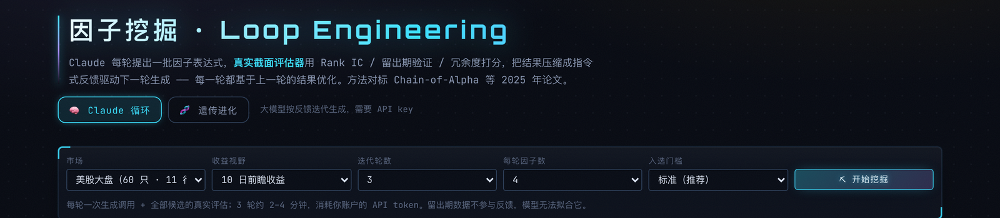 因子挖掘 · Loop Engineering
Claude 每轮提出一批因子表达式，真实截面评估器用 Rank IC / 留出期验证 / 冗余度打分，把结果压缩成指令
式反馈驱动下一轮生成 —— 每一轮都基于上一轮的结果优化。方法对标 Chain-of-Alpha 等 2025 年论文。
Claude 循环 遗传进化 大模型按反馈迭代生成，需要 API key
市场 收益视野 迭代轮数 每轮因子数 入选门槛
美股大盘（60 只 · 11 10 日前瞻收益 3 4 标准（推荐） 开始挖掘
每轮一次生成调用 + 全部候选的真实评估；3 轮约 2-4 分钟，消耗你账户的 API token。留出期数据不参与反馈，模型无法拟合它。